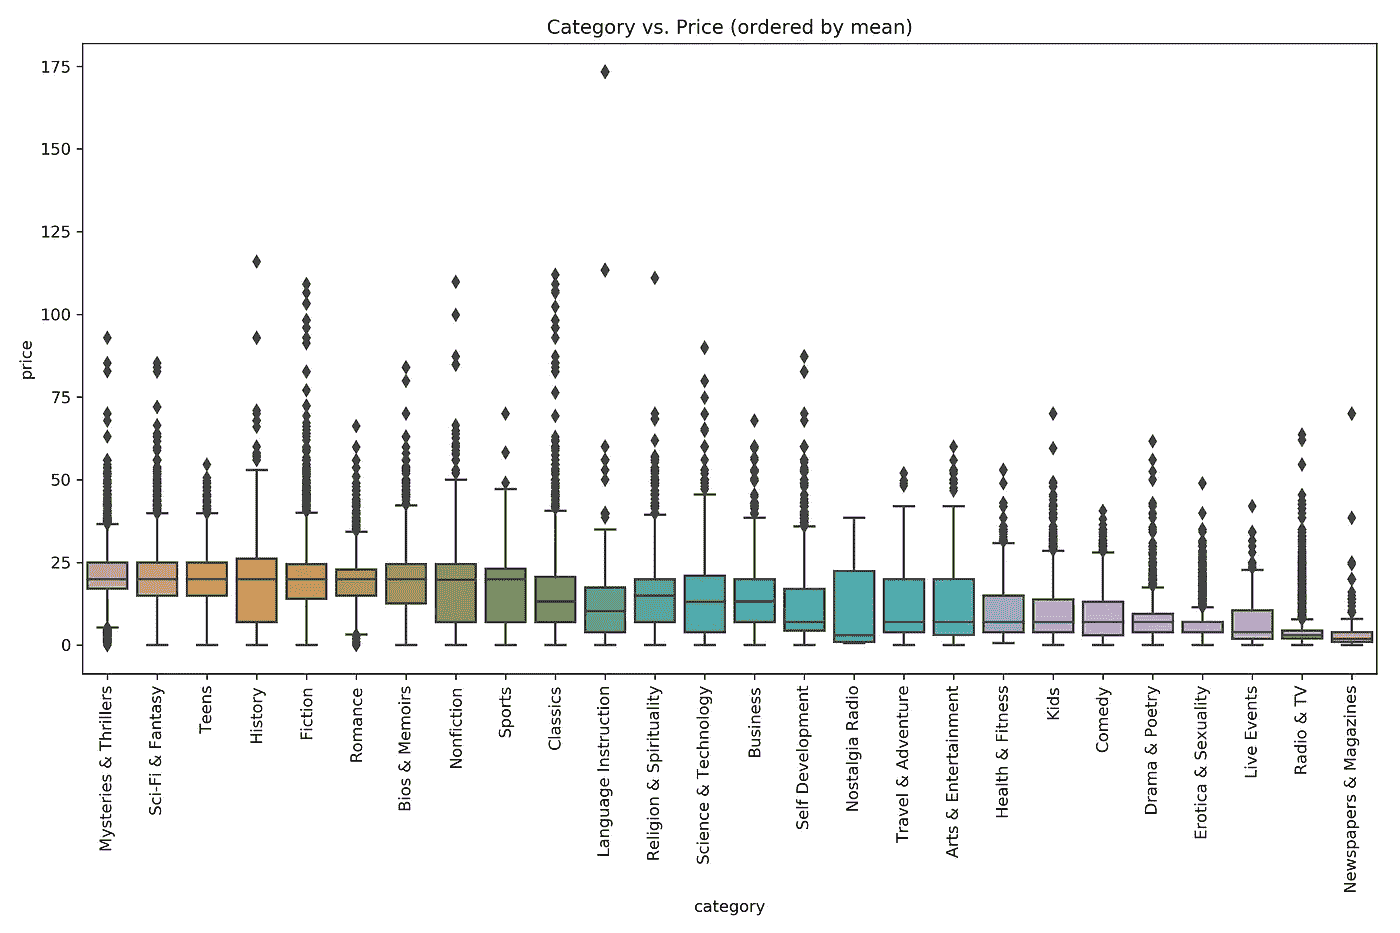 Category vs. Price (ordered by mean)
price
175
150
125
100
75
50
25
0
Mysteries & Thrillers
Sci-Fi & Fantasy
Teens
History
Fiction
Romance
Bios & Memoirs
Nonfiction
Sports
Classics
Language Instruction
Religion & Spirituality
Science & Technology
Business
Self Development
Nostalgia Radio
Travel & Adventure
Arts & Entertainment
Health & Fitness
Kids
Comedy
Drama & Poetry
Erotica & Sexuality
Live Events
Radio & TV
Newspapers & Magazines
category